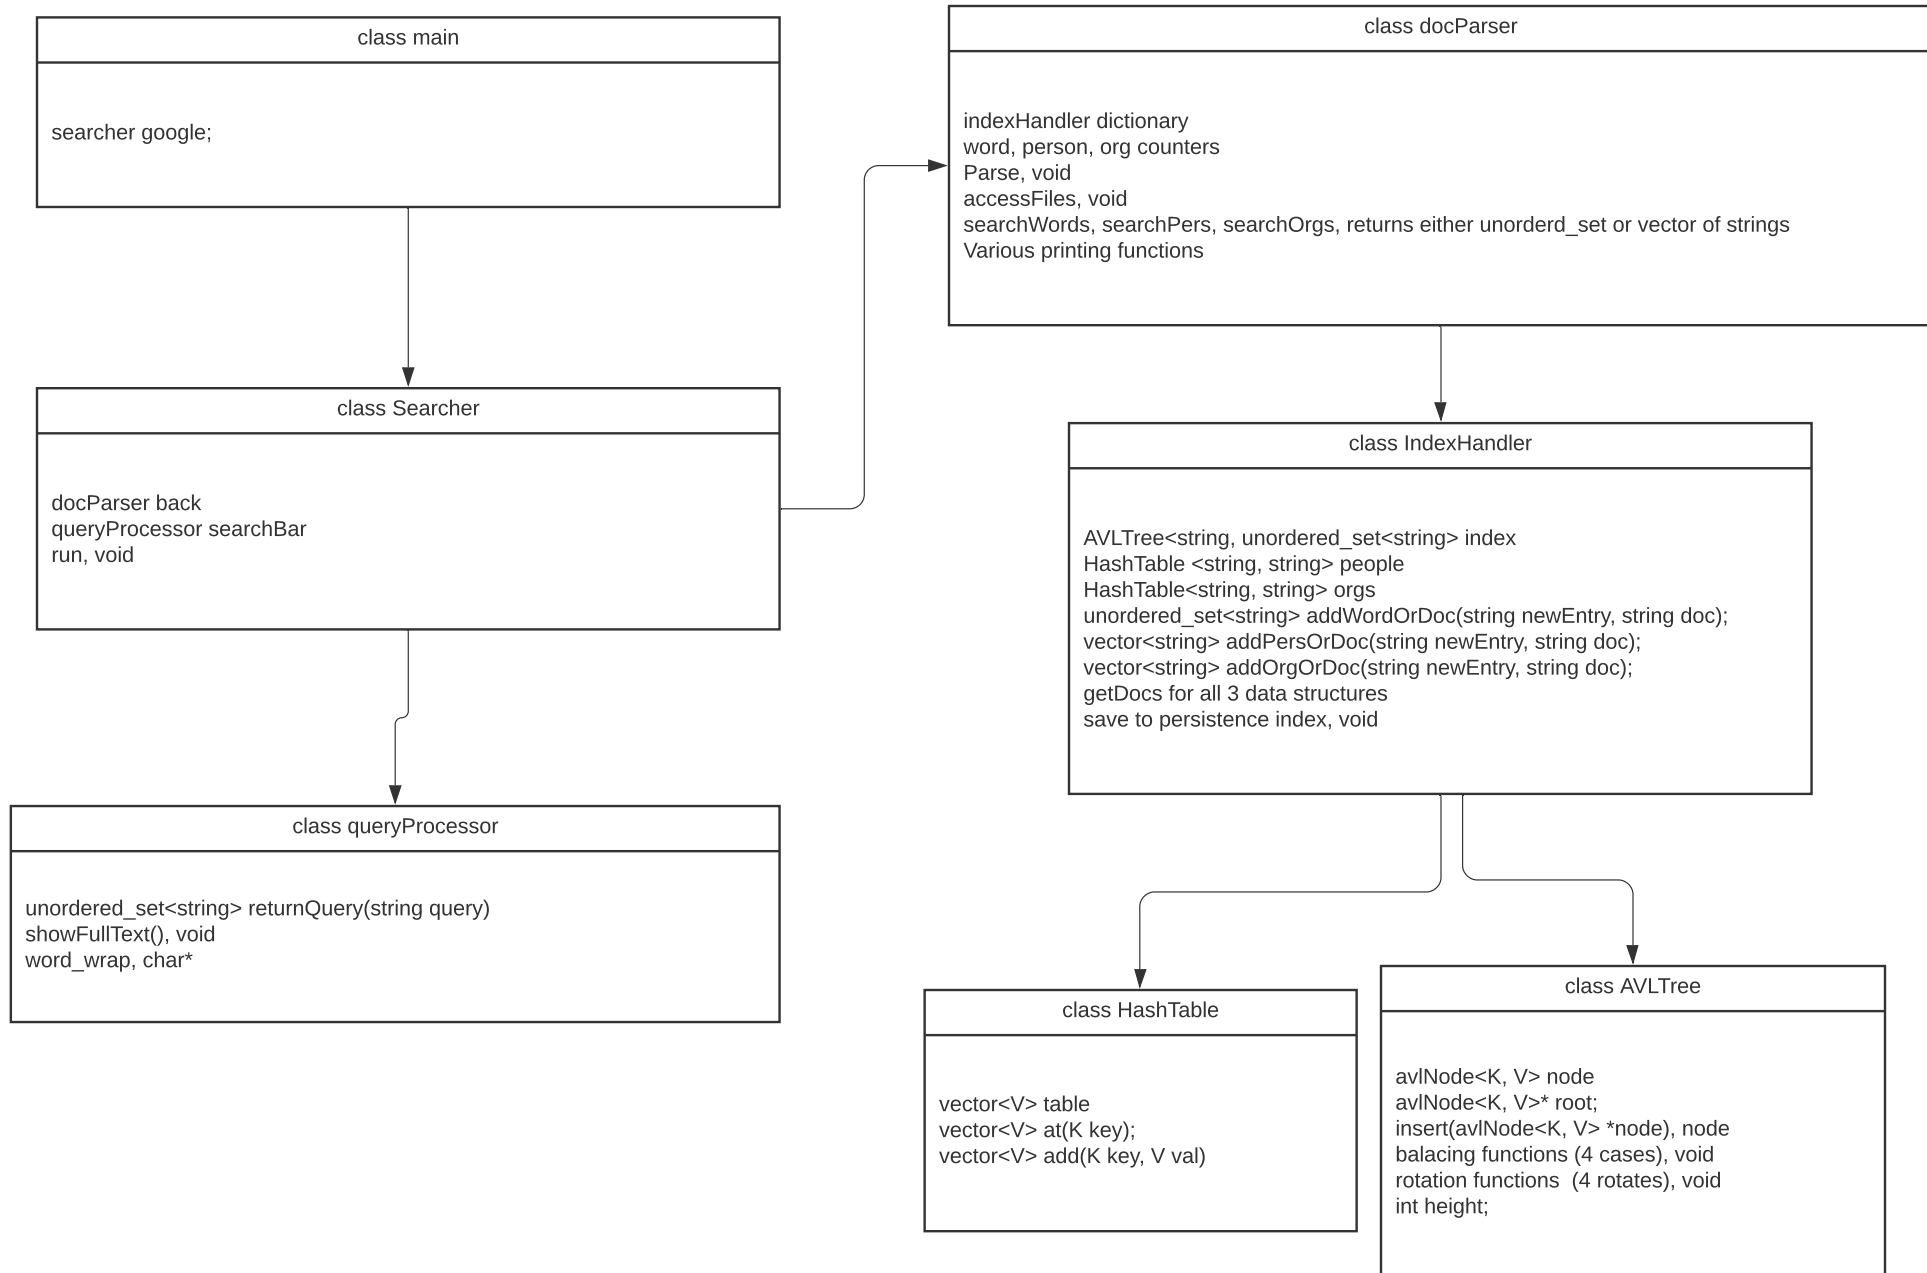 class main
searcher google;
class docParser
indexHandler dictionary
word, person, org counters
Parse, void
accessFiles, void
searchWords, searchPers, searchOrgs, returns either unorderd_set or vector of strings
Various printing functions
class Searcher
docParser back
queryProcessor searchBar
run, void
class IndexHandler
AVLTree<string, unordered_set<string> index
HashTable <string, string> people
HashTable<string, string> orgs
unordered_set<string> addWordOrDoc(string newEntry, string doc);
vector<string> addPersOrDoc(string newEntry, string doc);
vector<string> addOrgOrDoc(string newEntry, string doc);
getDocs for all 3 data structures
save to persistence index, void
class queryProcessor
unordered_set<string> returnQuery(string query)
showFullText(), void
word_wrap, char*
class HashTable
vector<V> table
vector<V> at(K key);
vector<V> add(K key, V val)
class AVLTree
avlNode<K, V> node
avlNode<K, V>* root;
insert(avlNode<K, V> *node), node
balacing functions (4 cases), void
rotation functions  (4 rotates), void
int height;